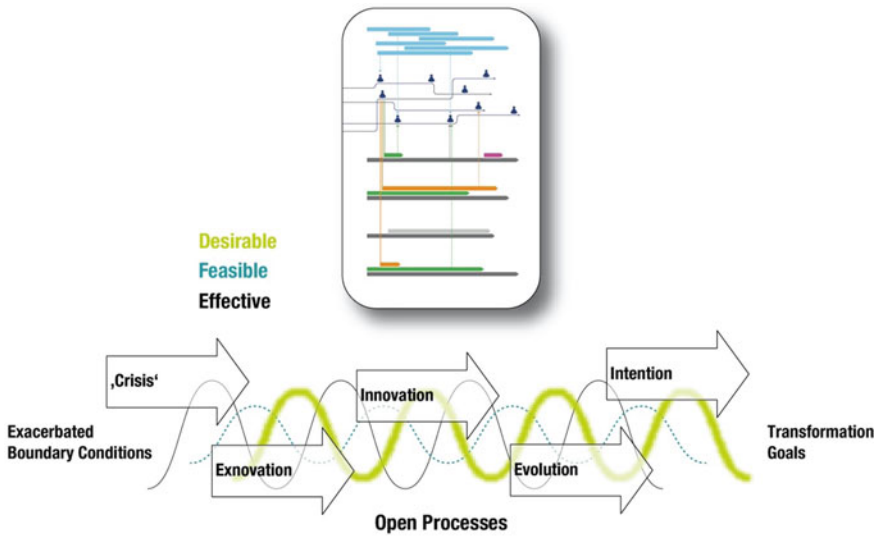 Desirable
Feasible
Effective
‚Crisis‘
Innovation
Intention
Exacerbated
Boundary Conditions
Transformation
Goals
Exnovation
Evolution
Open Processes